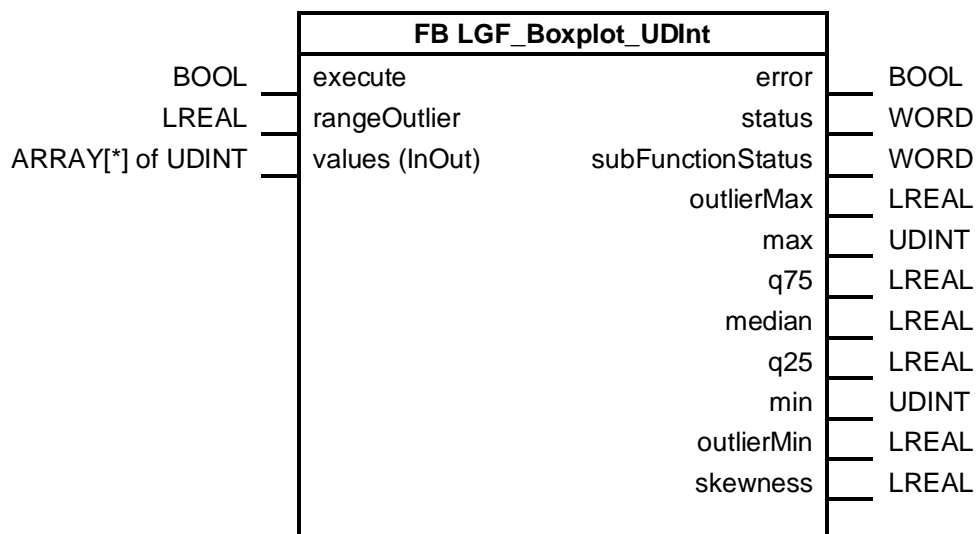 FB LGF_Boxplot_UDInt
BOOL execute error BOOL
LREAL rangeOutlier status WORD
ARRAY[*] of UDINT values (InOut) subFunctionStatus WORD
outlierMax LREAL
max UDINT
q75 LREAL
median LREAL
q25 LREAL
min UDINT
outlierMin LREAL
skewness LREAL